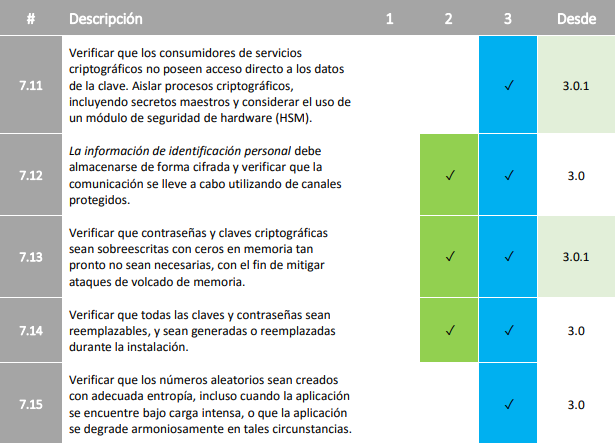 # Descripción 1 2 3 Desde
Verificar que los consumidores de servicios
criptográficos no poseen acceso directo a los datos
7.11 de la clave. Aislar procesos criptográficos, ✓ 3.0.1
incluyendo secretos maestros y considerar el uso de
un módulo de seguridad de hardware (HSM).
La información de identificación personal debe
7.12 almacenarse de forma cifrada y verificar que la ✓ ✓ 3.0
comunicación se lleve a cabo utilizando de canales
protegidos.
Verificar que contraseñas y claves criptográficas
7.13 sean sobreescritas con ceros en memoria tan ✓ ✓ 3.0.1
pronto no sean necesarias, con el fin de mitigar
ataques de volcado de memoria.
Verificar que todas las claves y contraseñas sean
7.14 reemplazables, y sean generadas o reemplazadas ✓ ✓ 3.0
durante la instalación.
Verificar que los números aleatorios sean creados
7.15 con adecuada entropía, incluso cuando la aplicación ✓ 3.0
se encuentre bajo carga intensa, o que la aplicación
se degrade armoniosamente en tales circunstancias.